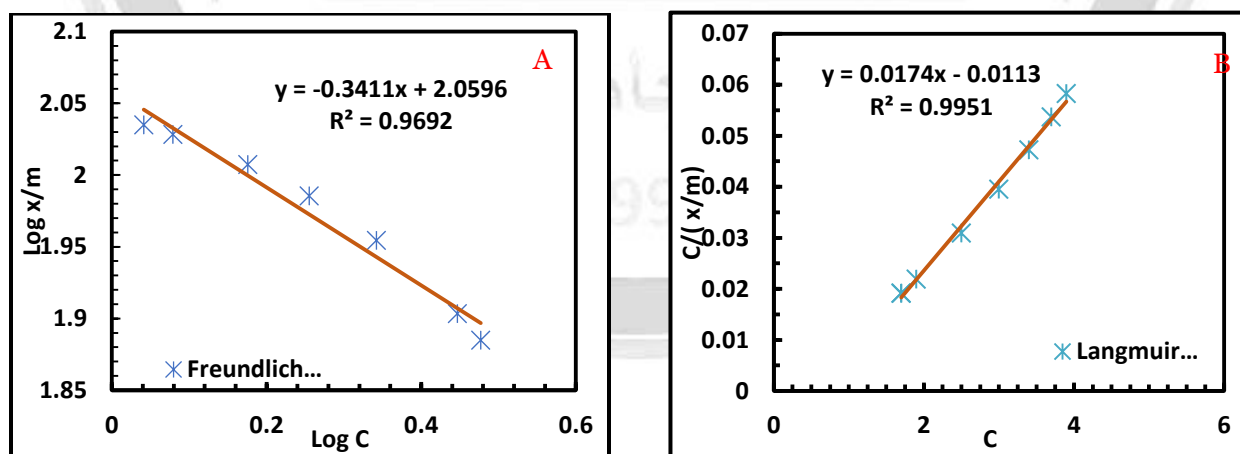 A
y = -0.3411x + 2.0596
R² = 0.9692
2.1
2.05
2
1.95
1.9
1.85
Log x/m
0
0.2
0.4
0.6
Log C
Freundlich...
B
y = 0.0174x - 0.0113
R² = 0.9951
0.07
0.06
0.05
0.04
0.03
0.02
0.01
0
C/( x/m)
0
2
4
6
C
Langmuir...